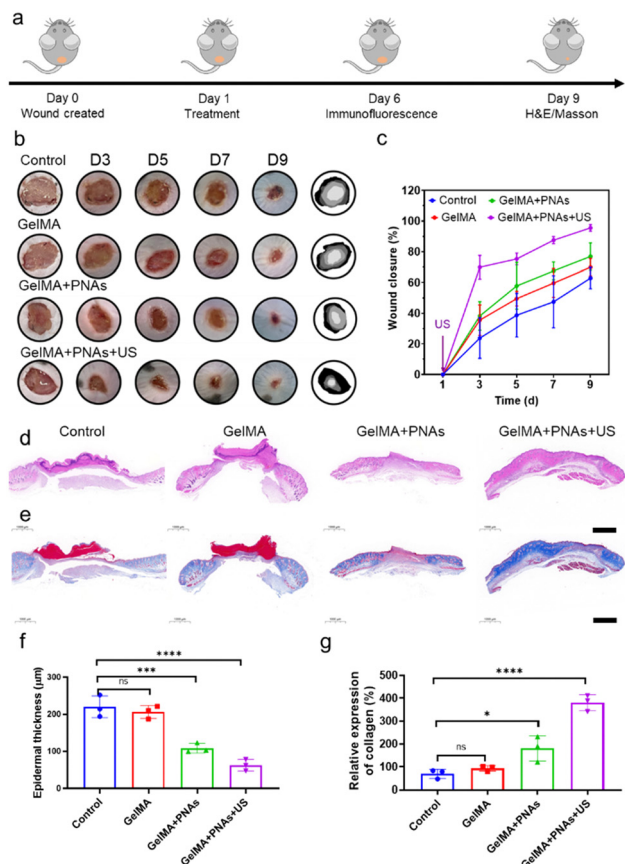 a
Day 0
Wound created
Day 1
Treatment
Day 6
Immunofluorescence
Day 9
H&E/Masson
b
Control D3 D5 D7 D9
GelMA
GelMA+PNAs
GelMA+PNAs+US
c
Wound closure (%)
120
100
80
60
40
20
0
Control
GelMA
GelMA+PNAs
GelMA+PNAs+US
US
1 3 5 7 9
Time (d)
d
Control GelMA GelMA+PNAs GelMA+PNAs+US
e
f
Epidermal thickness (μm)
300
200
100
0
****
***
ns
Control
GelMA
GelMA+PNAs
GelMA+PNAs+US
g
Relative expression
of collagen (%)
500
400
300
200
100
0
****
*
ns
Control
GelMA
GelMA+PNAs
GelMA+PNAs+US